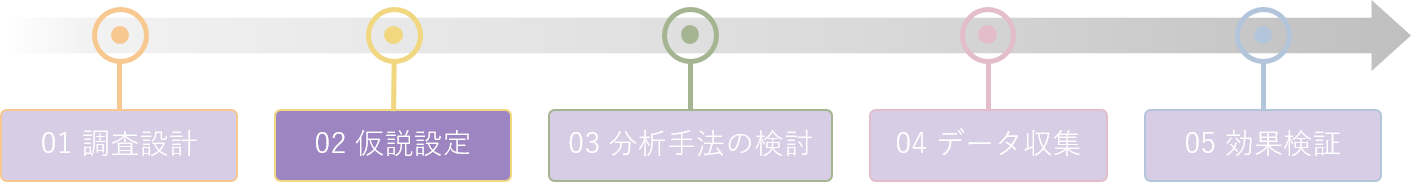 01 調査設計
02 仮説設定
03 分析手法の検討
04 データ収集
05 効果検証